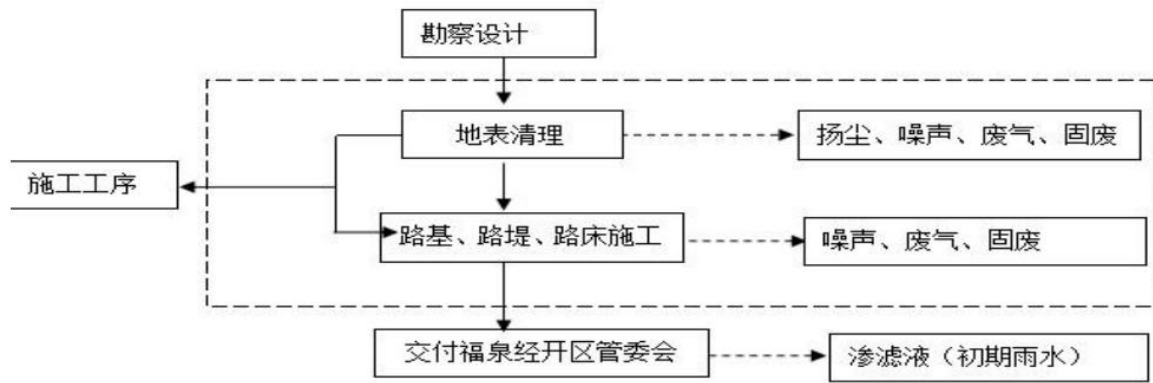 勘察设计
地表清理
扬尘、噪声、废气、固废
施工工序
路基、路堤、路床施工
噪声、废气、固废
交付福泉经开区管委会
渗滤液（初期雨水）